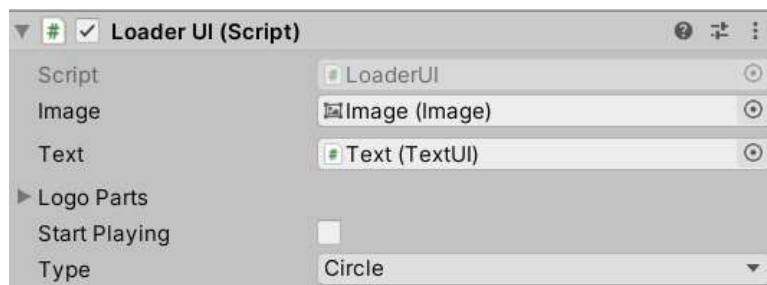 Loader UI (Script)
Script LoaderUI
Image Image (Image)
Text Text (TextUI)
Logo Parts
Start Playing
Type Circle